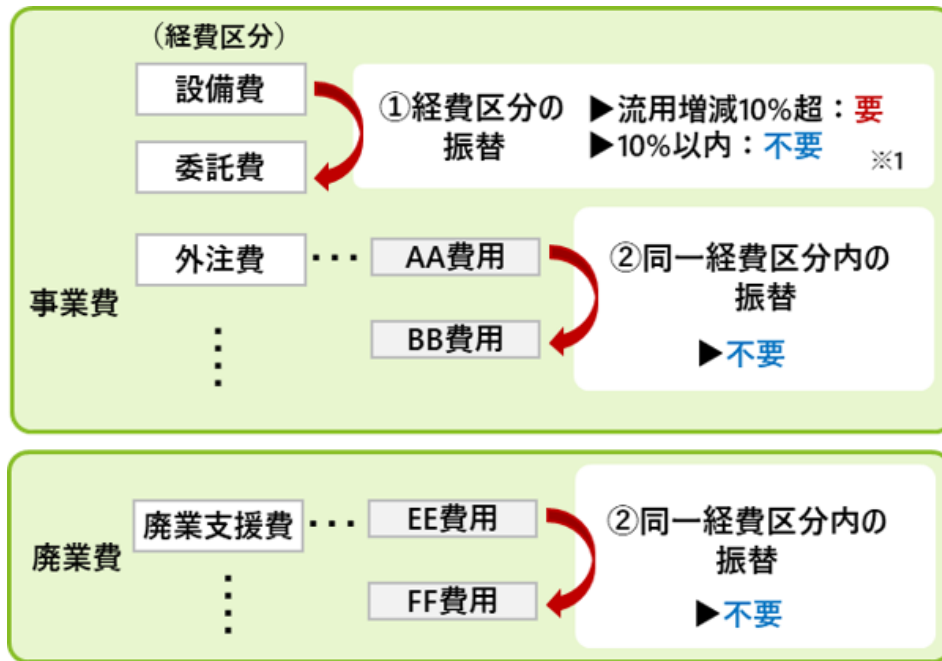 （経費区分）
設備費
委託費
①経費区分の
振替
▶流用増減10%超：要
▶10%以内：不要
※1
事業費
外注費
･･･
AA費用
BB費用
②同一経費区分内の
振替
▶不要
廃業費
廃業支援費
･･･
EE費用
FF費用
②同一経費区分内の
振替
▶不要